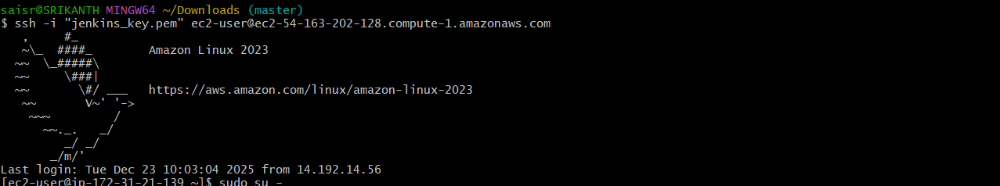 saisr@SRIKANTH MINGW64 ~/Downloads (master)
$ ssh -i "jenkins_key.pem" ec2-user@ec2-54-163-202-128.compute-1.amazonaws.com
   ,     #_
   ~\_  ####_        Amazon Linux 2023
  ~~  \_#####\
  ~~     \###|
  ~~       \#/ ___   https://aws.amazon.com/linux/amazon-linux-2023
   ~~       V~' '->
    ~~~         /
      ~~._.   _/
         _/ _/
       _/m/'
Last login: Tue Dec 23 10:03:04 2025 from 14.192.14.56
[ec2-user@ip-172-31-21-139 ~]$ sudo su -